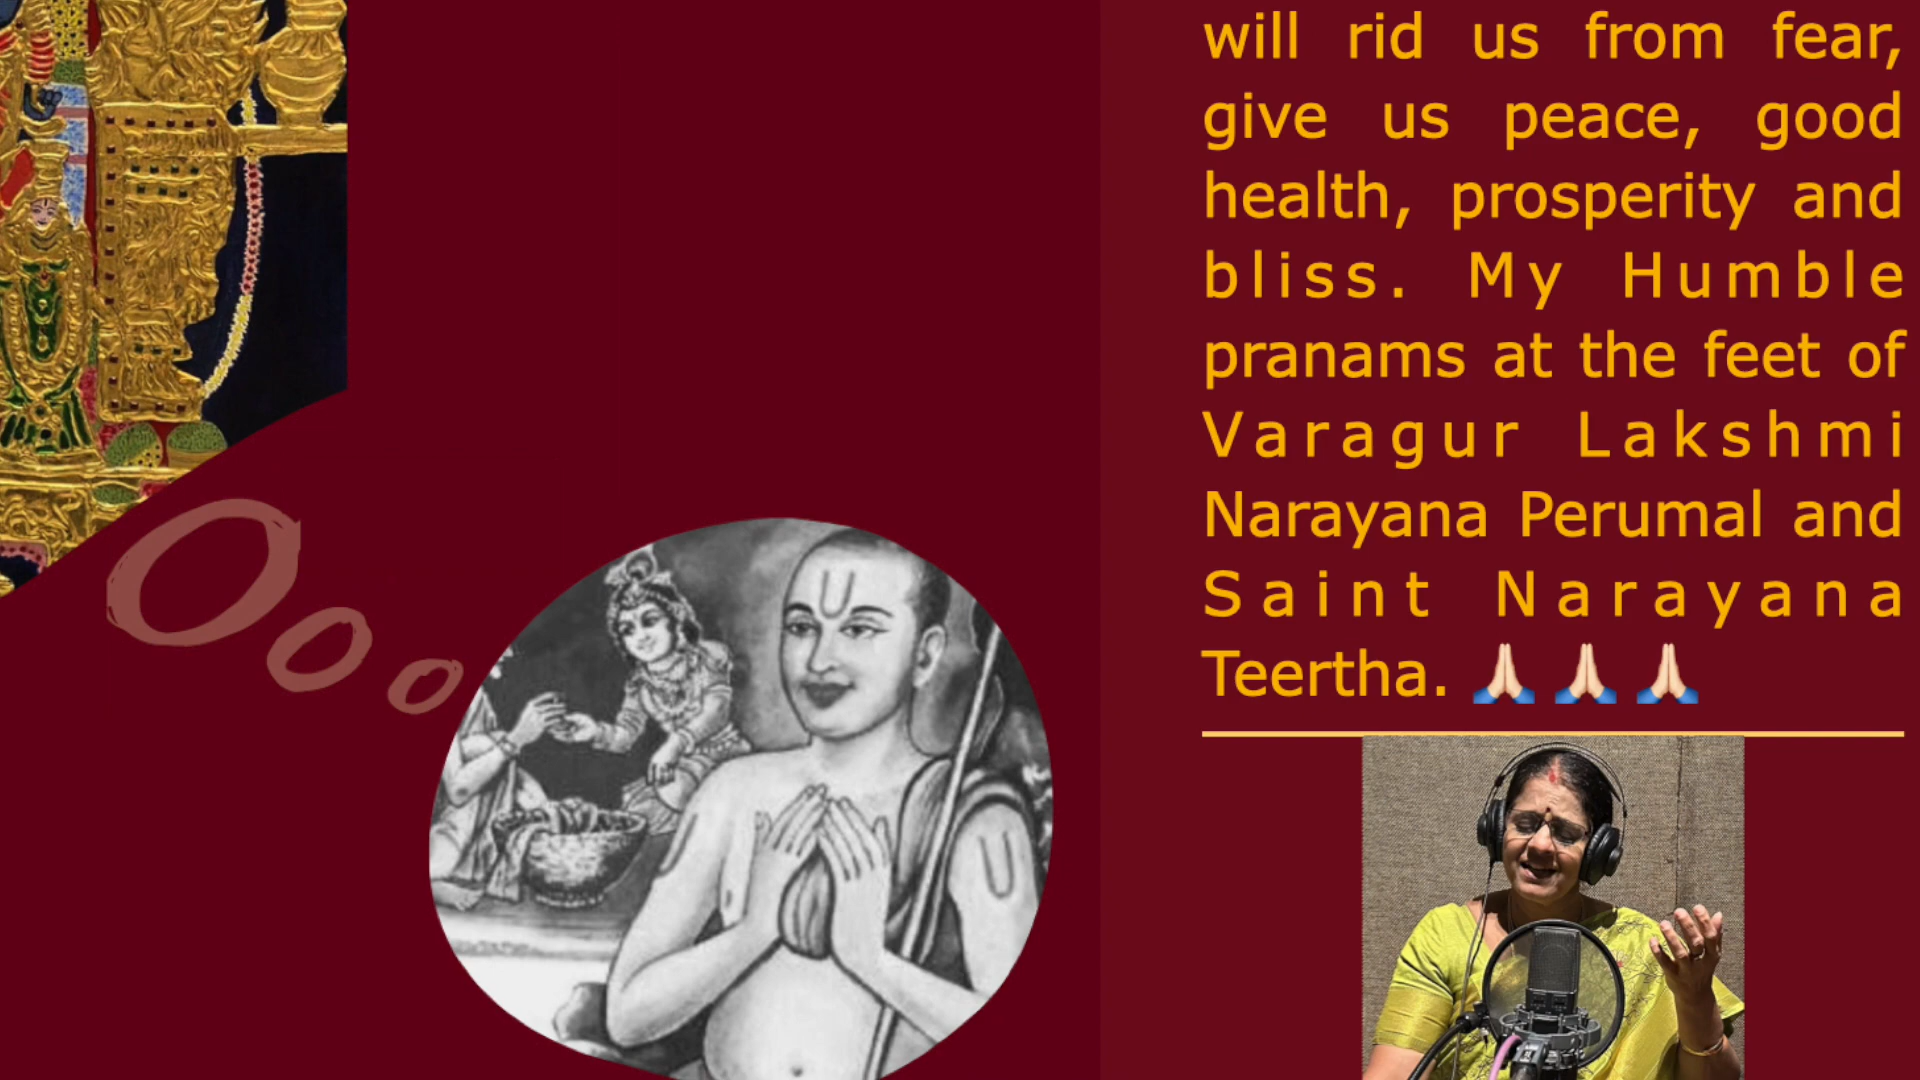 will rid us from fear,
give us peace, good
health, prosperity and
bliss. My Humble
pranams at the feet of
Varagur Lakshmi
Narayana Perumal and
Saint Narayana
Teertha. 🙏🏻 🙏🏻 🙏🏻